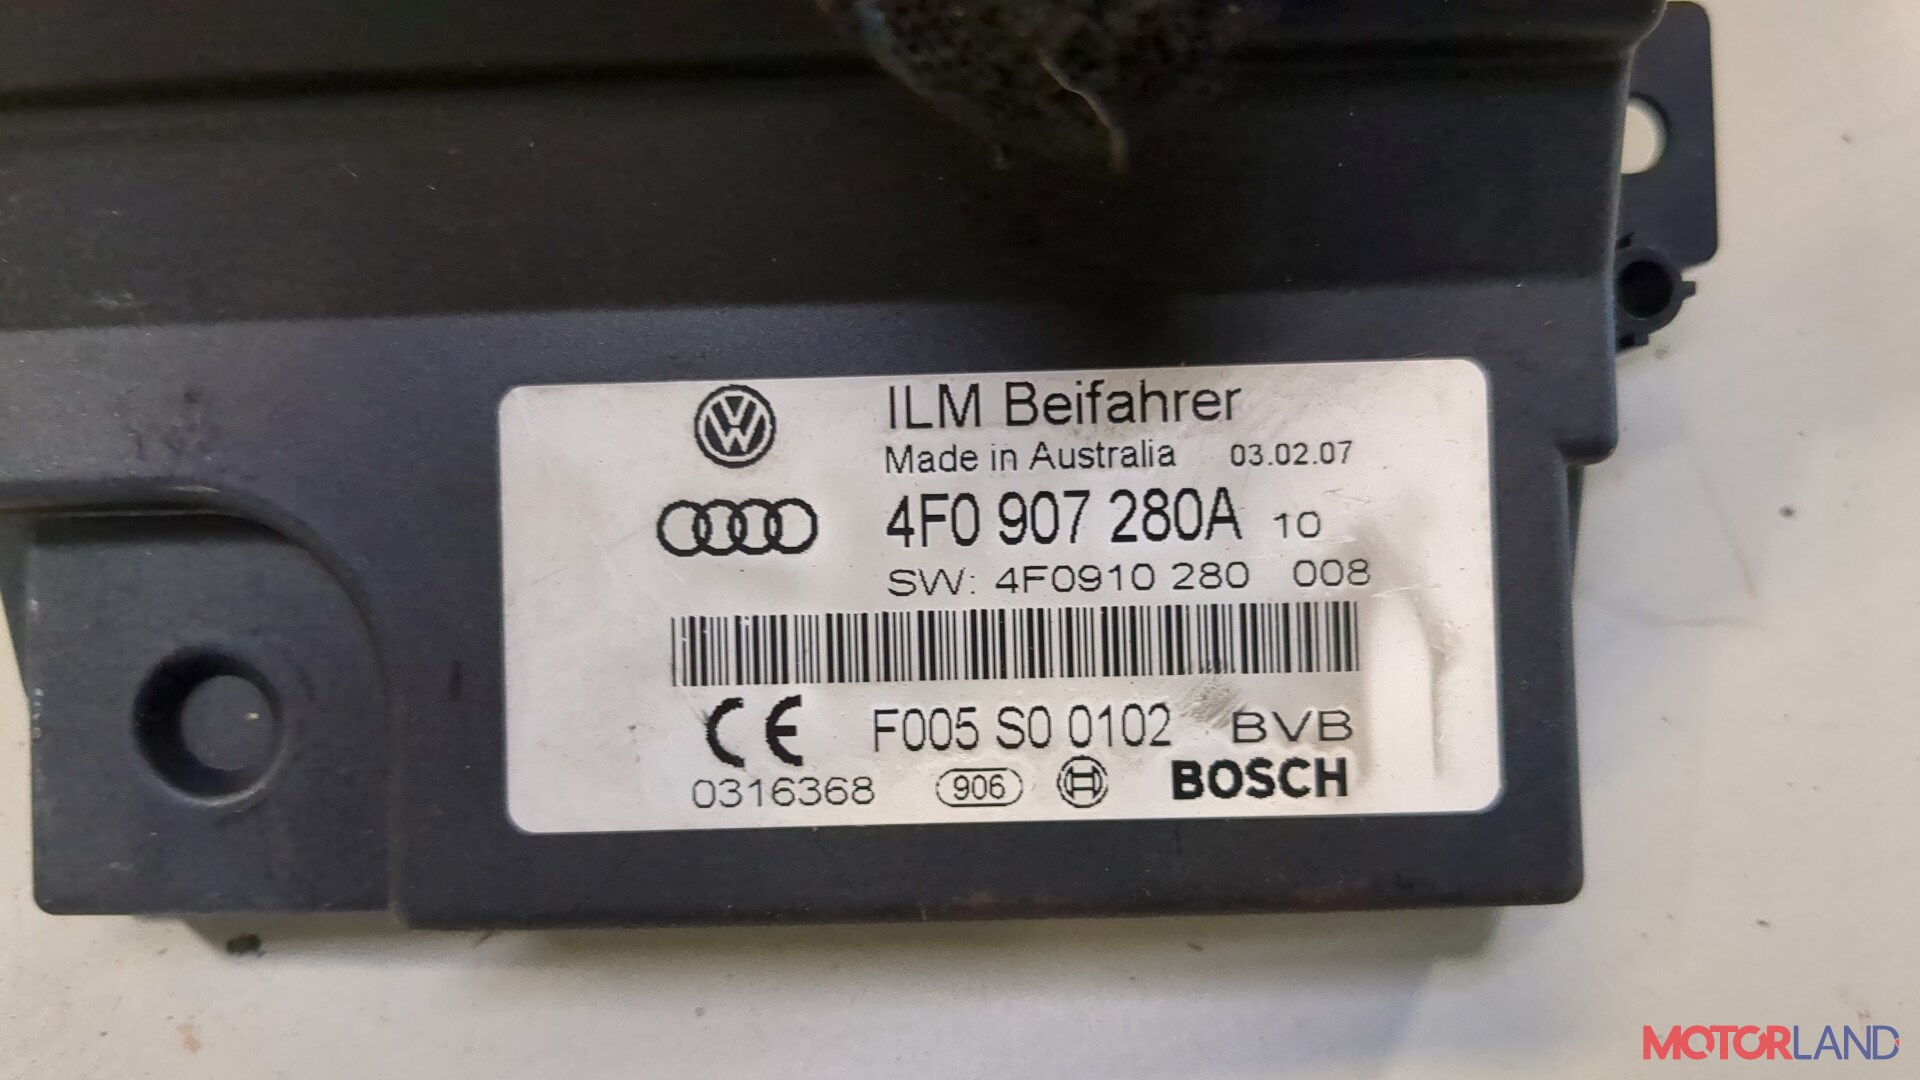 ILM Beifahrer
Made in Australia 03.02.07
4F0 907 280A 10
SW: 4F0910 280 008
CE F005 S0 0102 BVB
0316368 906 BOSCH
MOTORLAND